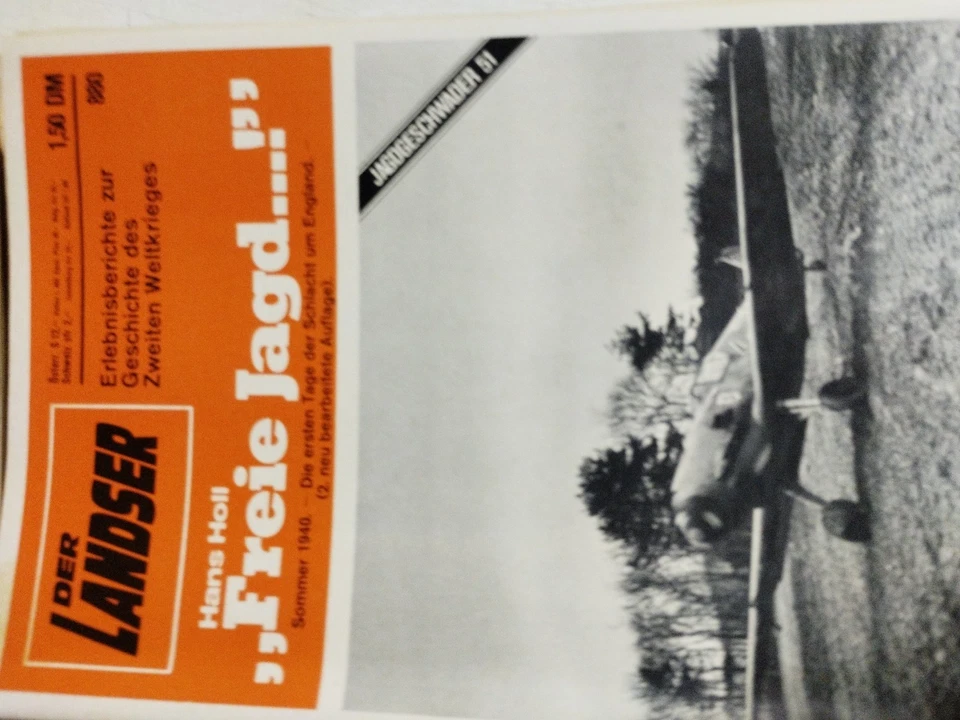 DER
LANDSER
1,50 DM
880
Erlebnisberichte zur
Geschichte des
Zweiten Weltkrieges
Hans Holl
„Freie Jagd....!”
Sommer 1940. – Die ersten Tage der Schlacht um England. –
(2. neu bearbeitete Auflage).
JAGDGESCHWADER 51